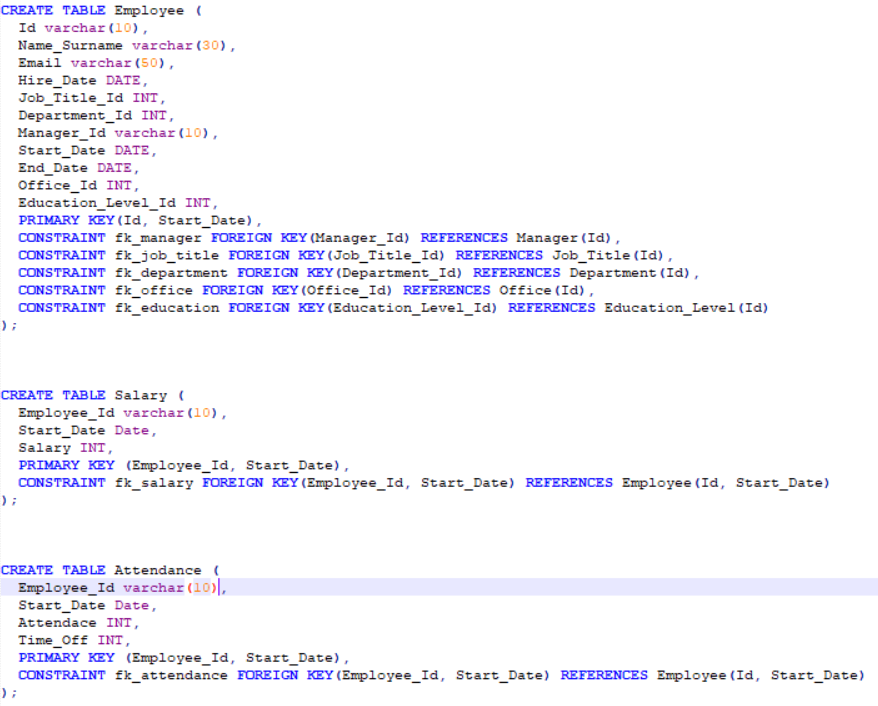 CREATE TABLE Employee (
Id varchar(10),
Name_Surname varchar(30),
Email varchar(50),
Hire_Date DATE,
Job_Title_Id INT,
Department_Id INT,
Manager_Id varchar(10),
Start_Date DATE,
End_Date DATE,
Office_Id INT,
Education_Level_Id INT,
PRIMARY KEY(Id, Start_Date),
CONSTRAINT fk_manager FOREIGN KEY(Manager_Id) REFERENCES Manager(Id),
CONSTRAINT fk_job_title FOREIGN KEY(Job_Title_Id) REFERENCES Job_Title(Id),
CONSTRAINT fk_department FOREIGN KEY(Department_Id) REFERENCES Department(Id),
CONSTRAINT fk_office FOREIGN KEY(Office_Id) REFERENCES Office(Id),
CONSTRAINT fk_education FOREIGN KEY(Education_Level_Id) REFERENCES Education_Level(Id)
);
CREATE TABLE Salary (
Employee_Id varchar(10),
Start_Date Date,
Salary INT,
PRIMARY KEY (Employee_Id, Start_Date),
CONSTRAINT fk_salary FOREIGN KEY(Employee_Id, Start_Date) REFERENCES Employee(Id, Start_Date)
);
CREATE TABLE Attendance (
Employee_Id varchar(10),
Start_Date Date,
Attendace INT,
Time_Off INT,
PRIMARY KEY (Employee_Id, Start_Date),
CONSTRAINT fk_attendance FOREIGN KEY(Employee_Id, Start_Date) REFERENCES Employee(Id, Start_Date)
);